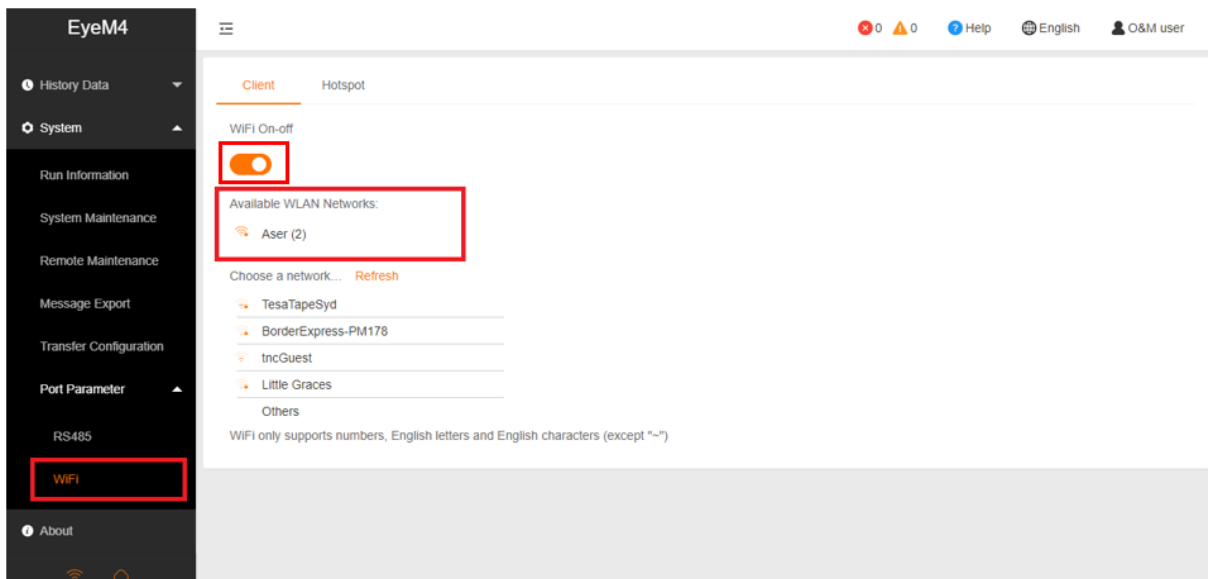 EyeM4
0
0
Help
English
O&M user
History Data
System
Run Information
System Maintenance
Remote Maintenance
Message Export
Transfer Configuration
Port Parameter
RS485
WiFi
About
Client
Hotspot
WiFi On-off
Available WLAN Networks:
Aser (2)
Choose a network... Refresh
TesaTapeSyd
BorderExpress-PM178
tncGuest
Little Graces
Others
WiFi only supports numbers, English letters and English characters (except "~")